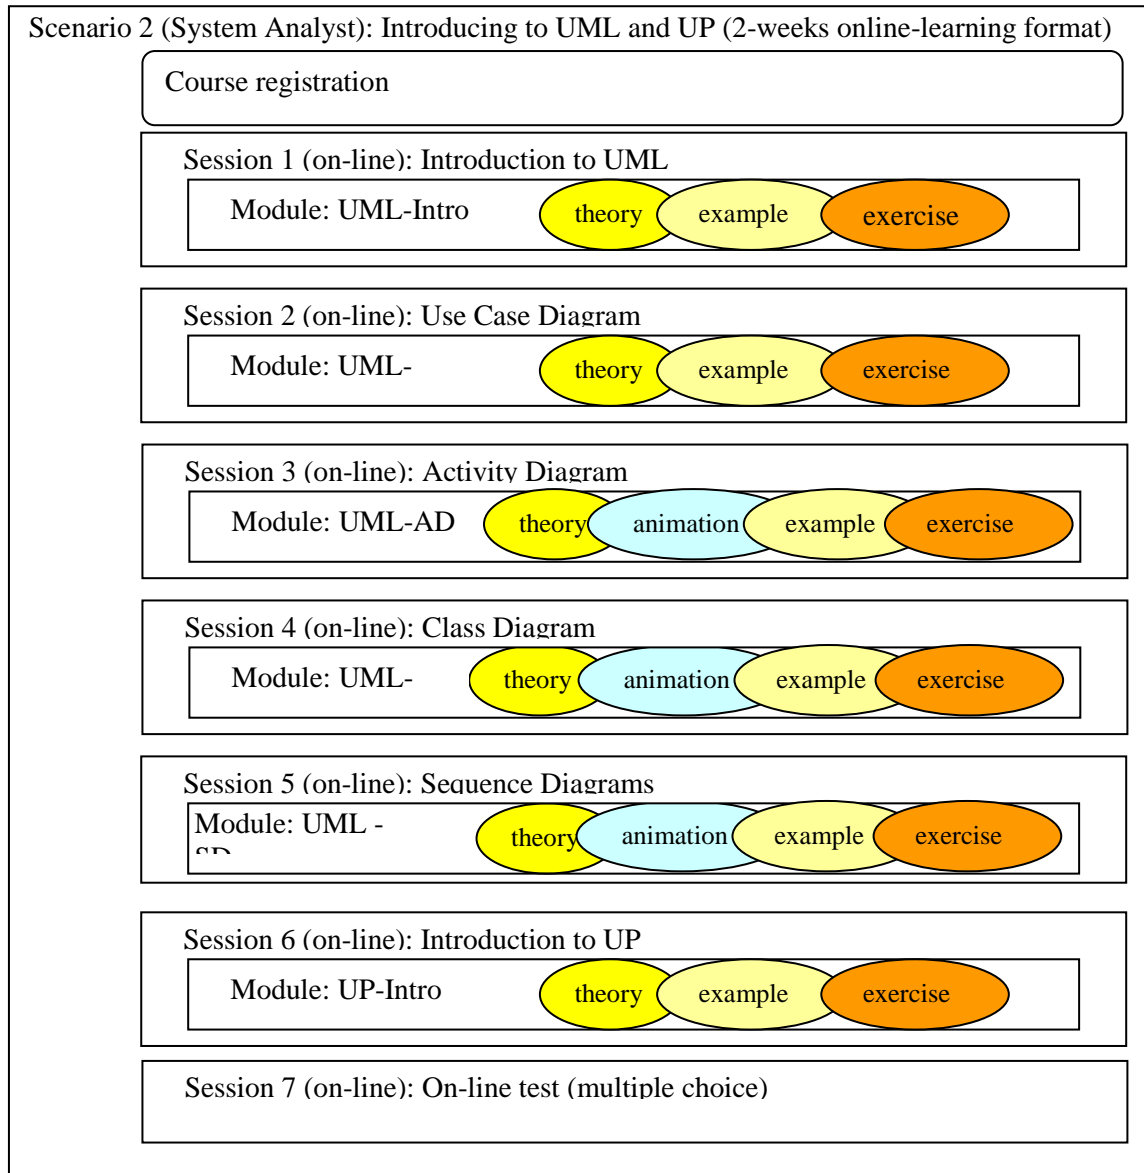 Scenario 2 (System Analyst): Introducing to UML and UP (2-weeks online-learning format)
Course registration
Session 1 (on-line): Introduction to UML
Module: UML-Intro theory example exercise
Session 2 (on-line): Use Case Diagram
Module: UML- theory example exercise
Session 3 (on-line): Activity Diagram
Module: UML-AD theory animation example exercise
Session 4 (on-line): Class Diagram
Module: UML- theory animation example exercise
Session 5 (on-line): Sequence Diagrams
Module: UML - theory animation example exercise
SD
Session 6 (on-line): Introduction to UP
Module: UP-Intro theory example exercise
Session 7 (on-line): On-line test (multiple choice)